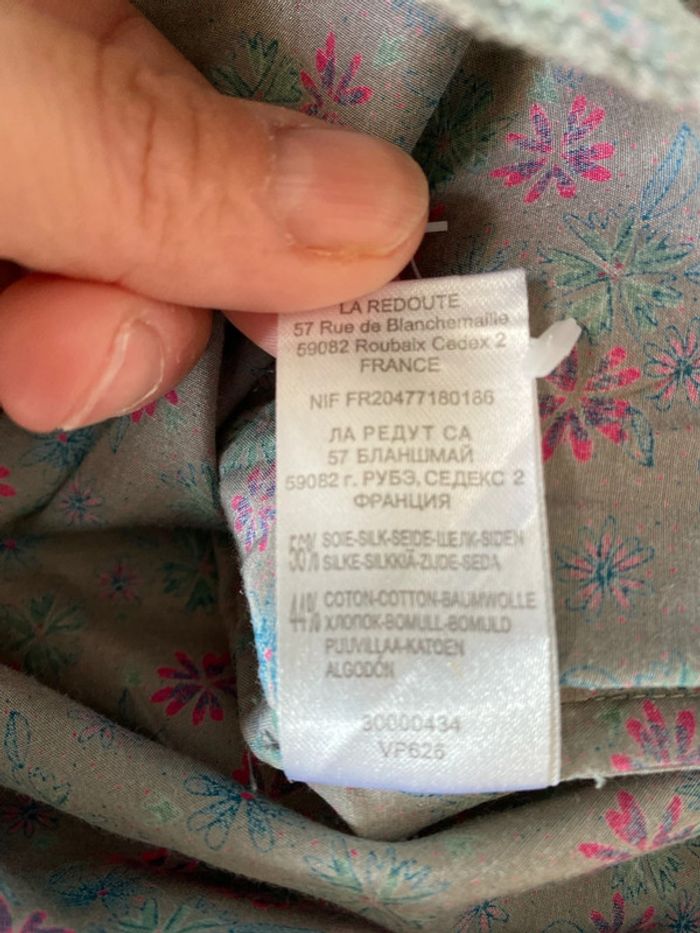 LA REDOUTE
57 Rue de Blanchemaille
59082 Roubaix Cedex 2
FRANCE
NIF FR20477180186
ЛА РЕДУТ СА
57 БЛАНШМАЙ
59082 г. РУБЭ, СЕДЕКС 2
ФРАНЦИЯ
56% SOIE-SILK-SEIDE-ШЕЛК-SIDEN
SILKE-SILKKIÄ-ZIJDE-SEDA
44% COTON-COTTON-BAUMWOLLE
ХЛОПОК-BOMULL-BOMULD
PUUVILLAA-KATOEN
ALGODÓN
30000434
VP626